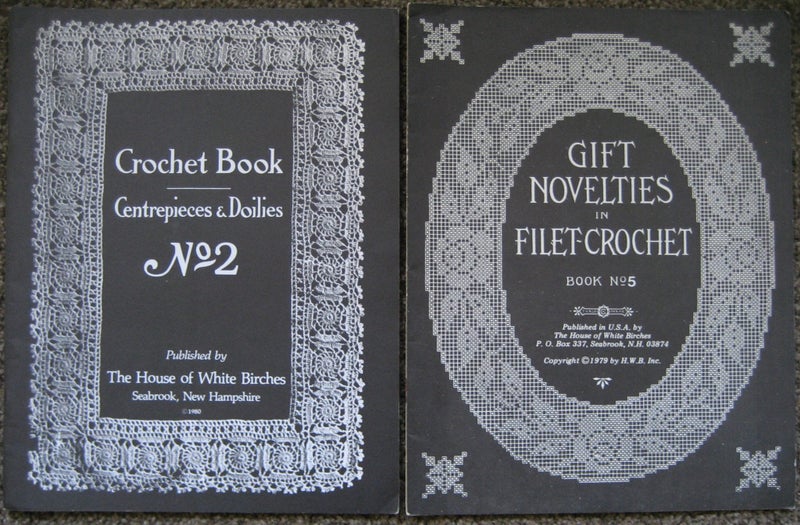 Crochet Book
Centrepieces & Doilies
Nº2
Published by
The House of White Birches
Seabrook, New Hampshire
©1980
GIFT
NOVELTIES
IN
FILET-CROCHET
BOOK Nº5
Published in U.S.A. by
The House of White Birches
P. O. Box 337, Seabrook, N.H. 03874
Copyright ©1979 by H.W.B. Inc.